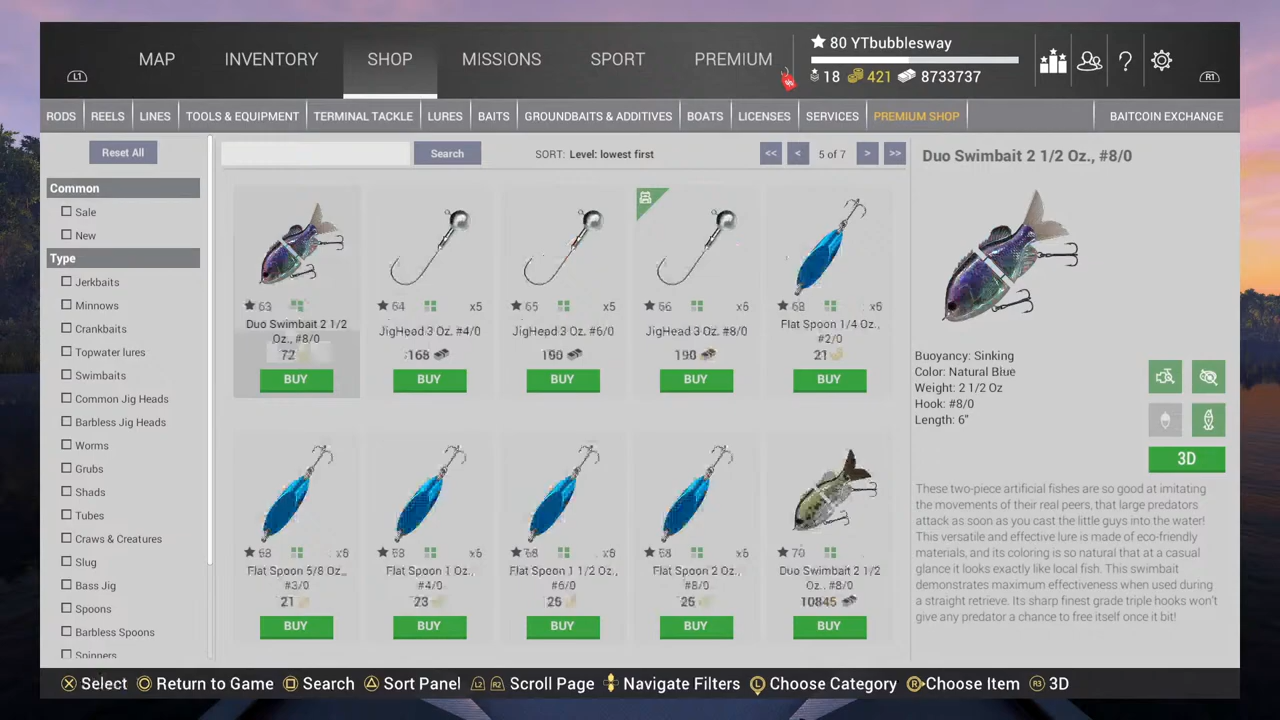 L1
MAP INVENTORY SHOP MISSIONS SPORT PREMIUM
80 YTbubblesway
18 421 8733737
R1
RODS REELS LINES TOOLS & EQUIPMENT TERMINAL TACKLE LURES BAITS GROUNDBAITS & ADDITIVES BOATS LICENSES SERVICES PREMIUM SHOP BAITCOIN EXCHANGE
Reset All
Search SORT: Level: lowest first << < 5 of 7 > >>
Common
Sale
New
Type
Jerkbaits
Minnows
Crankbaits
Topwater lures
Swimbaits
Common Jig Heads
Barbless Jig Heads
Worms
Grubs
Shads
Tubes
Craws & Creatures
Slug
Bass Jig
Spoons
Barbless Spoons
Spinners
63
Duo Swimbait 2 1/2
Oz., #8/0
72
BUY
64 x5
JigHead 3 Oz. #4/0
168
BUY
65 x5
JigHead 3 Oz. #6/0
BUY
x6
JigHead 3 Oz. #8/0
BUY
68 x6
Flat Spoon 1/4 Oz.,
#2/0
21
BUY
x6
Flat Spoon 5/8 Oz.,
#3/0
21
BUY
x6
Flat Spoon 1 Oz.,
#4/0
23
BUY
x6
Flat Spoon 1 1/2 Oz.,
#6/0
BUY
x6
Flat Spoon 2 Oz.,
#8/0
BUY
70
Duo Swimbait 2 1/2
Oz., #8/0
10845
BUY
Duo Swimbait 2 1/2 Oz., #8/0
Buoyancy: Sinking
Color: Natural Blue
Weight: 2 1/2 Oz
Hook: #8/0
Length: 6"
3D
These two-piece artificial fishes are so good at imitating
the movements of their real peers, that large predators
attack as soon as you cast the little guys into the water!
This versatile and effective lure is made of eco-friendly
materials, and its coloring is so natural that at a casual
glance it looks exactly like local fish. This swimbait
demonstrates maximum effectiveness when used during
a straight retrieve. Its sharp finest grade triple hooks won't
give any predator a chance to free itself once it bit!
Select Return to Game Search Sort Panel L2 R2 Scroll Page Navigate Filters L Choose Category R Choose Item R3 3D